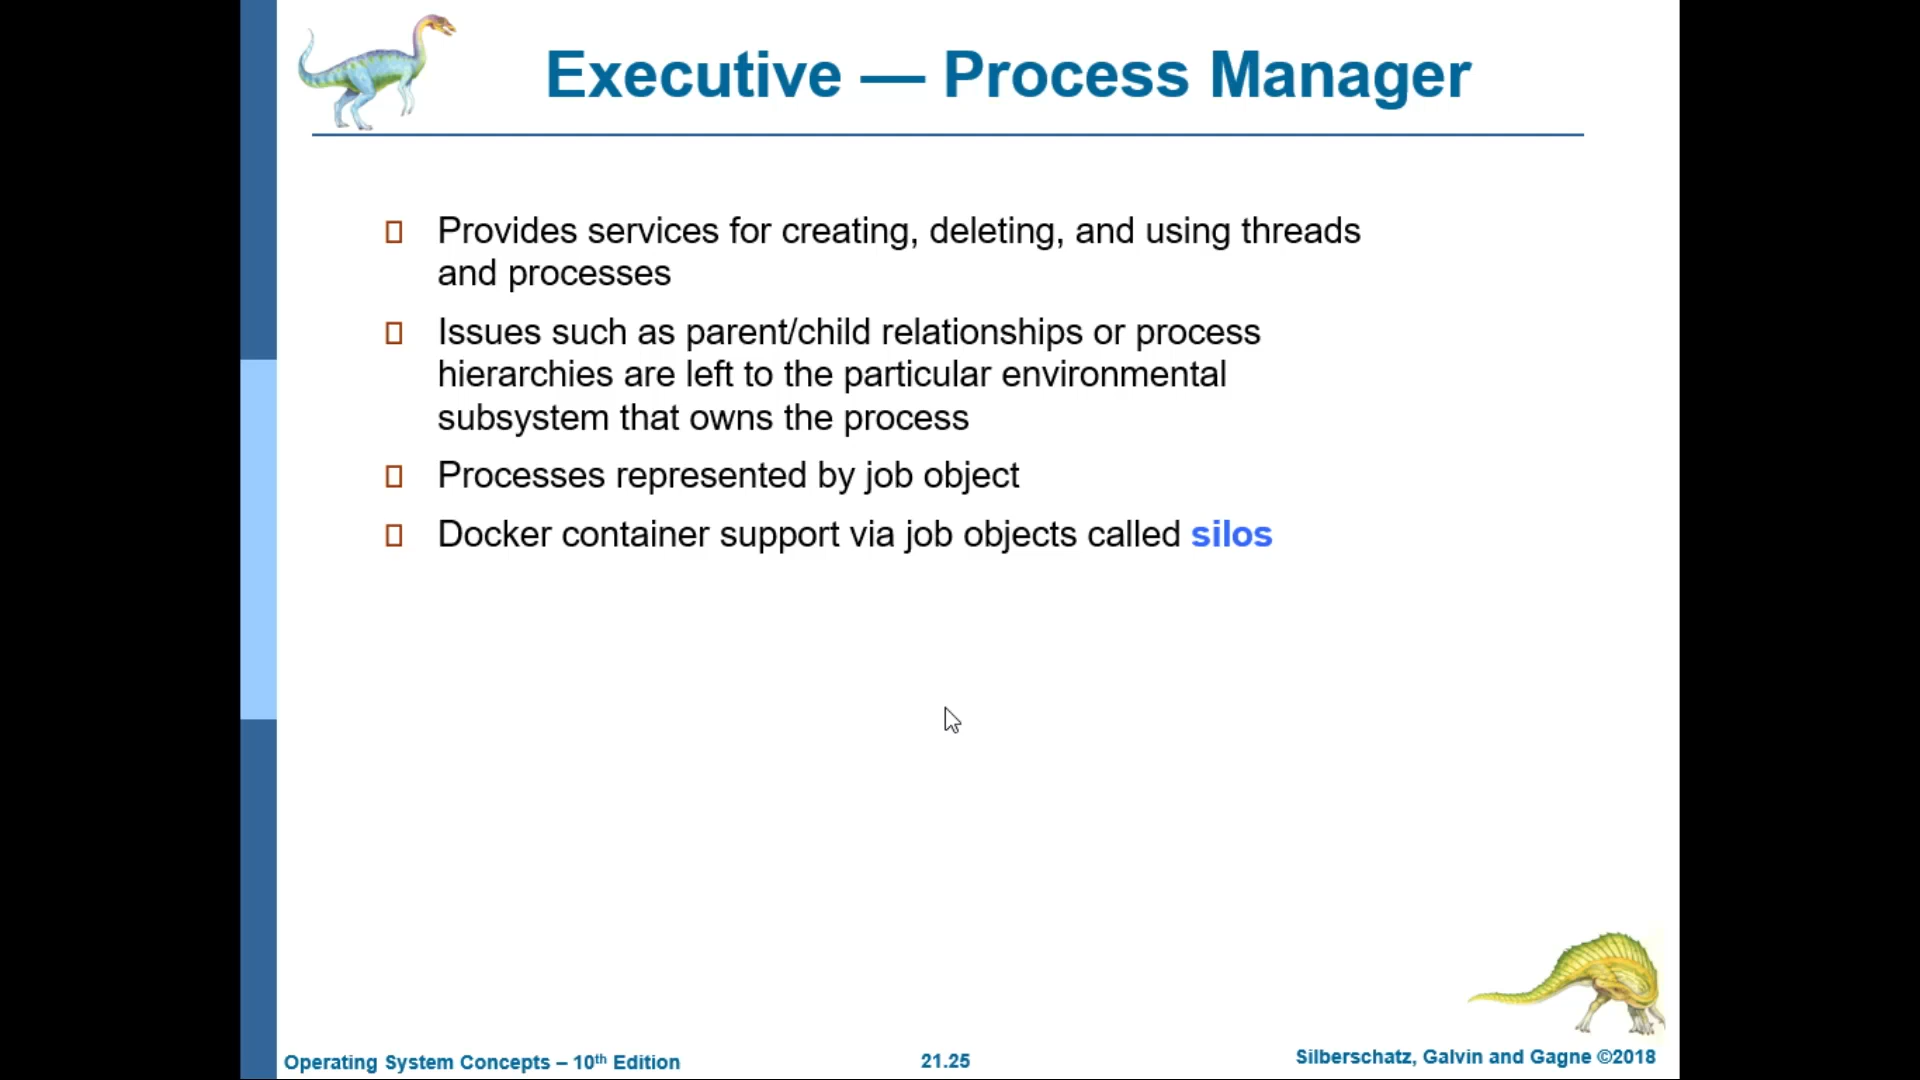 Executive — Process Manager
Provides services for creating, deleting, and using threads
and processes
Issues such as parent/child relationships or process
hierarchies are left to the particular environmental
subsystem that owns the process
Processes represented by job object
Docker container support via job objects called silos
Operating System Concepts – 10th Edition
21.25
Silberschatz, Galvin and Gagne ©2018